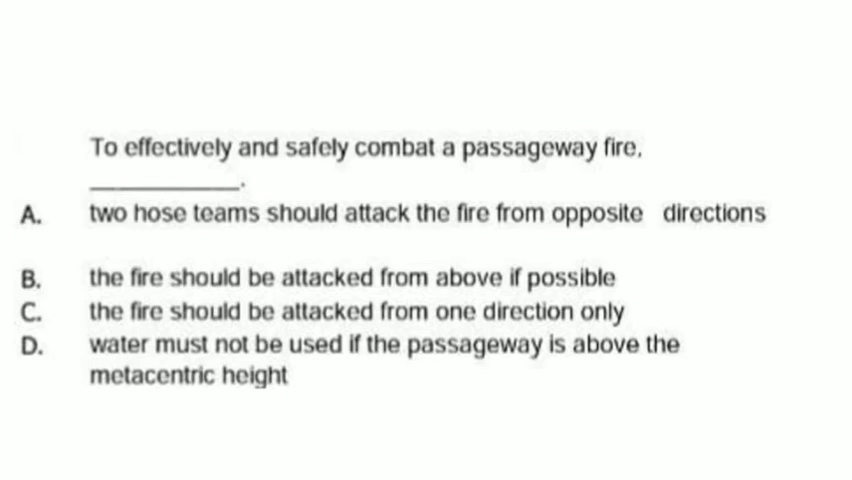 To effectively and safely combat a passageway fire,
____________.
A. two hose teams should attack the fire from opposite directions
B. the fire should be attacked from above if possible
C. the fire should be attacked from one direction only
D. water must not be used if the passageway is above the
metacentric height